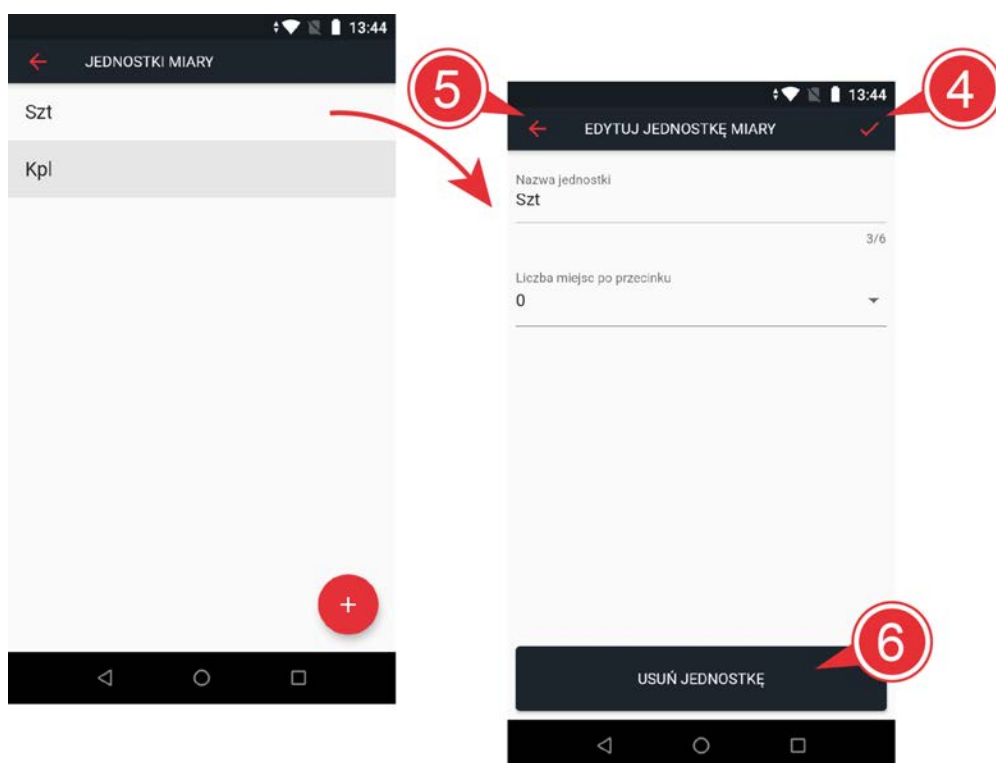 13:44
JEDNOSTKI MIARY
Szt
Kpl
+
5
4
13:44
EDYTUJ JEDNOSTKĘ MIARY
Nazwa jednostki
Szt
3/6
Liczba miejsc po przecinku
0
6
USUŃ JEDNOSTKĘ